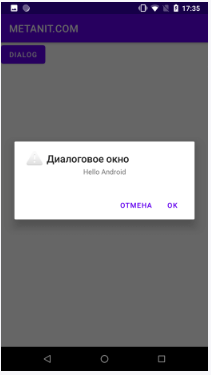 17:35
METANIT.COM
DIALOG
Диалоговое окно
Hello Android
ОТМЕНА ОК